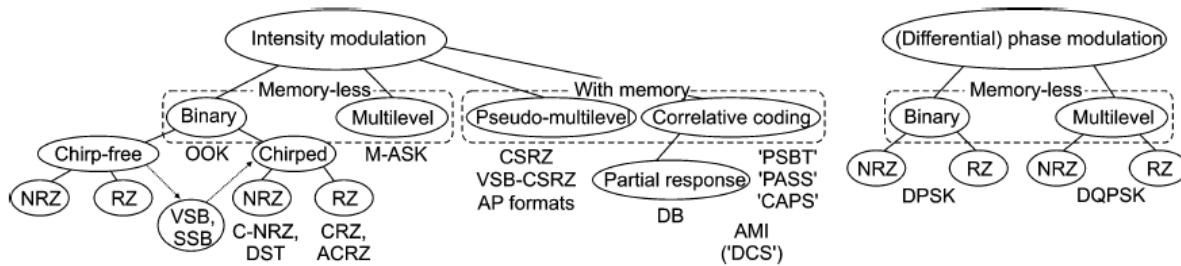 Intensity modulation
(Differential) phase modulation
Memory-less
With memory
Memory-less
Binary
Multilevel
Pseudo-multilevel
Correlative coding
Binary
Multilevel
Chirp-free
OOK
Chirped
M-ASK
CSRZ
'PSBT'
NRZ
RZ
NRZ
RZ
VSB-CSRZ
Partial response
'PASS'
NRZ
RZ
NRZ
RZ
AP formats
'CAPS'
DPSK
DQPSK
VSB,
SSB
C-NRZ,
DST
CRZ,
ACRZ
DB
AMI
('DCS')